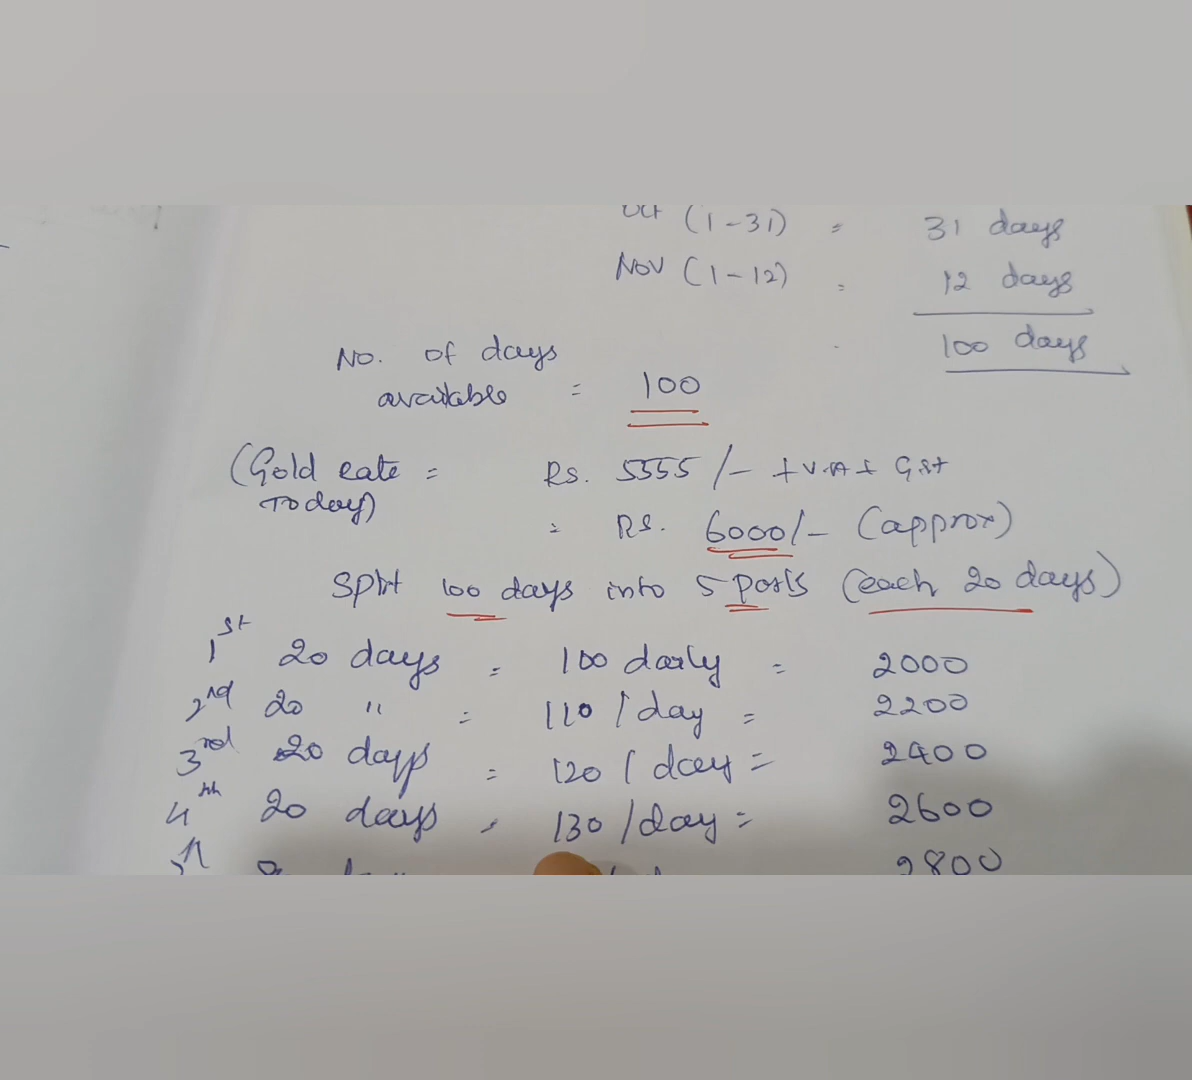 Oct (1-31) = 31 days
Nov (1-12) = 12 days
100 days
No. of days
available = 100
(Gold rate = Rs. 5555/- + V.A + GST
Today)
= Rs. 6000/- (approx)
Split 100 days into 5 parts (each 20 days)
1st 20 days = 100 daily = 2000
2nd 20 " = 110/day = 2200
3rd 20 days = 120/day = 2400
4th 20 days = 130/day = 2600
2800